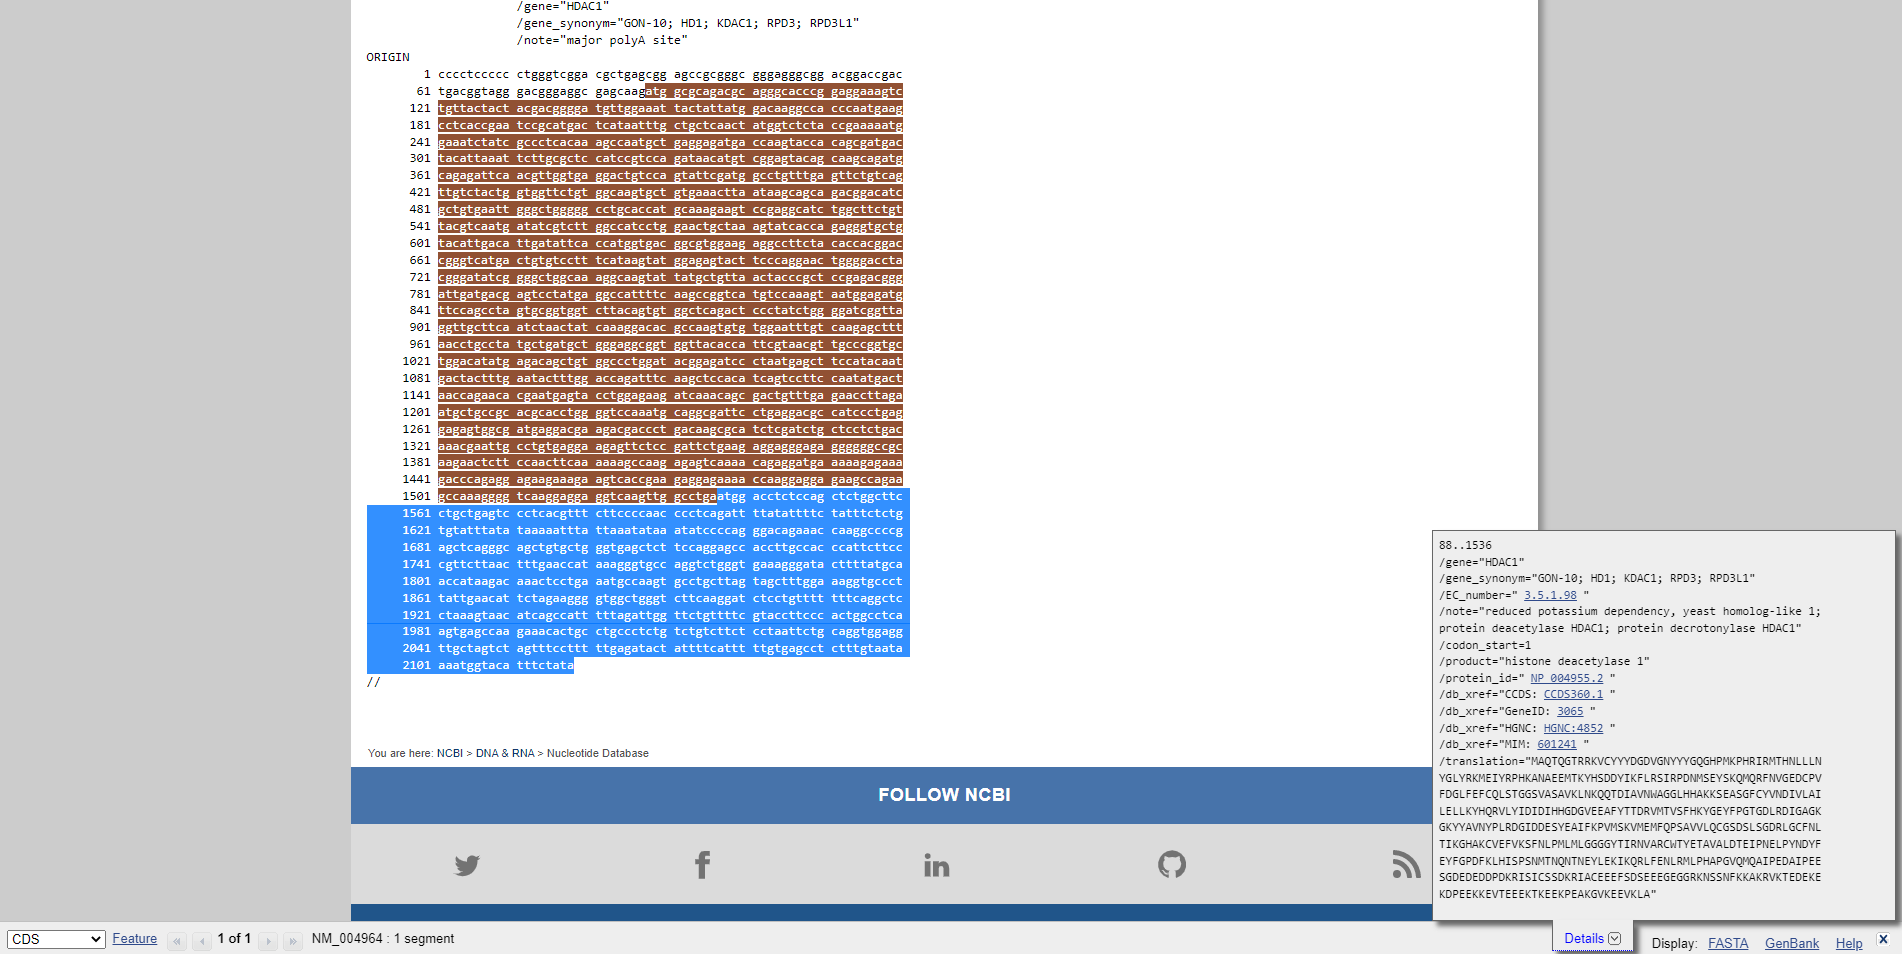 /gene="HDAC1"
/gene_synonym="GON-10; HD1; KDAC1; RPD3; RPD3L1"
/note="major polyA site"
ORIGIN
1 cccctccccc ctgggtcgga cgctgagcgg agccgcgggc gggagggcgg acggaccgac
61 tgacggtagg gacgggaggc gagcaagatg gcgcagacgc agggcacccg gaggaaagtc
121 tgttactact acgacgggga tgttggaaat tactattatg gacaaggcca cccaatgaag
181 cctcaccgaa tccgcatgac tcataatttg ctgctcaact atggtctcta ccgaaaaatg
241 gaaatctatc gccctcacaa agccaatgct gaggagatga ccaagtacca cagcgatgac
301 tacattaaat tcttgcgctc catccgtcca gataacatgt cggagtacag caagcagatg
361 cagagattca acgttggtga ggactgtcca gtattcgatg gcctgtttga gttctgtcag
421 ttgtctactg gtggttctgt ggcaagtgct gtgaaactta ataagcagca gacggacatc
481 gctgtgaatt gggctggggg cctgcaccat gcaaagaagt ccgaggcatc tggcttctgt
541 tacgtcaatg atatcgtctt ggccatcctg gaactgctaa agtatcacca gagggtgctg
601 tacattgaca ttgatattca ccatggtgac ggcgtggaag aggccttcta caccacggac
661 cgggtcatga ctgtgtcctt tcataagtat ggagagtact tcccaggaac tggggaccta
721 cgggatatcg gggctggcaa aggcaagtat tatgctgtta actacccgct ccgagacggg
781 attgatgacg agtcctatga ggccattttc aagccggtca tgtccaaagt aatggagatg
841 ttccagccta gtgcggtggt cttacagtgt ggctcagact ccctatctgg ggatcggtta
901 ggttgcttca atctaactat caaaggacac gccaagtgtg tggaatttgt caagagcttt
961 aacctgccta tgctgatgct gggaggcggt ggttacacca ttcgtaacgt tgcccggtgc
1021 tggacatatg agacagctgt ggccctggat acggagatcc ctaatgagct tccatacaat
1081 gactactttg aatactttgg accagatttc aagctccaca tcagtccttc caatatgact
1141 aaccagaaca cgaatgagta cctggagaag atcaaacagc gactgtttga gaaccttaga
1201 atgctgccgc acgcacctgg ggtccaaatg caggcgattc ctgaggacgc catccctgag
1261 gagagtggcg atgaggacga agacgaccct gacaagcgca tctcgatctg ctcctctgac
1321 aaacgaattg cctgtgagga agagttctcc gattctgaag aggagggaga ggggggccgc
1381 aagaactctt ccaacttcaa aaaagccaag agagtcaaaa cagaggatga aaaagagaaa
1441 gacccagagg agaagaaaga agtcaccgaa gaggagaaaa ccaaggagga gaagccagaa
1501 gccaaagggg tcaaggagga ggtcaagttg gcctgaatgg acctctccag ctctggcttc
1561 ctgctgagtc cctcacgttt cttccccaac ccctcagatt ttatattttc tatttctctg
1621 tgtatttata taaaaattta ttaaatataa atatccccag ggacagaaac caaggccccg
1681 agctcagggc agctgtgctg ggtgagctct tccaggagcc accttgccac ccattcttcc
1741 cgttcttaac tttgaaccat aaagggtgcc aggtctgggt gaaagggata cttttatgca
1801 accataagac aaactcctga aatgccaagt gcctgcttag tagctttgga aaggtgccct
1861 tattgaacat tctagaaggg gtggctgggt cttcaaggat ctcctgtttt tttcaggctc
1921 ctaaagtaac atcagccatt tttagattgg ttctgttttc gtaccttccc actggcctca
1981 agtgagccaa gaaacactgc ctgccctctg tctgtcttct cctaattctg caggtggagg
2041 ttgctagtct agtttccttt ttgagatact attttcattt ttgtgagcct ctttgtaata
2101 aaatggtaca tttctata
//
You are here: NCBI > DNA & RNA > Nucleotide Database
FOLLOW NCBI
88..1536
/gene="HDAC1"
/gene_synonym="GON-10; HD1; KDAC1; RPD3; RPD3L1"
/EC_number=" 3.5.1.98 "
/note="reduced potassium dependency, yeast homolog-like 1;
protein deacetylase HDAC1; protein decrotonylase HDAC1"
/codon_start=1
/product="histone deacetylase 1"
/protein_id=" NP_004955.2 "
/db_xref="CCDS: CCDS360.1 "
/db_xref="GeneID: 3065 "
/db_xref="HGNC: HGNC:4852 "
/db_xref="MIM: 601241 "
/translation="MAQTQGTRRKVCYYYDGDVGNYYYGQGHPMKPHRIRMTHNLLLN
YGLYRKMEIYRPHKANAEEMTKYHSDDYIKFLRSIRPDNMSEYSKQMQRFNVGEDCPV
FDGLFEFCQLSTGGSVASAVKLNKQQTDIAVNWAGGLHHAKKSEASGFCYVNDIVLAI
LELLKYHQRVLYIDIDIHHGDGVEEAFYTTDRVMTVSFHKYGEYFPGTGDLRDIGAGK
GKYYAVNYPLRDGIDDESYEAIFKPVMSKVMEMFQPSAVVLQCGSDSLSGDRLGCFNL
TIKGHAKCVEFVKSFNLPMLMLGGGGYTIRNVARCWTYETAVALDTEIPNELPYNDYF
EYFGPDFKLHISPSNMTNQNTNEYLEKIKQRLFENLRMLPHAPGVQMQAIPEDAIPEE
SGDEDEDDPDKRISICSSDKRIACEEEFSDSEEEGEGGRKNSSNFKKAKRVKTEDEKE
KDPEEKKEVTEEEKTKEEKPEAKGVKEEVKLA"
CDS Feature 1 of 1 NM_004964 : 1 segment Details Display: FASTA GenBank Help x